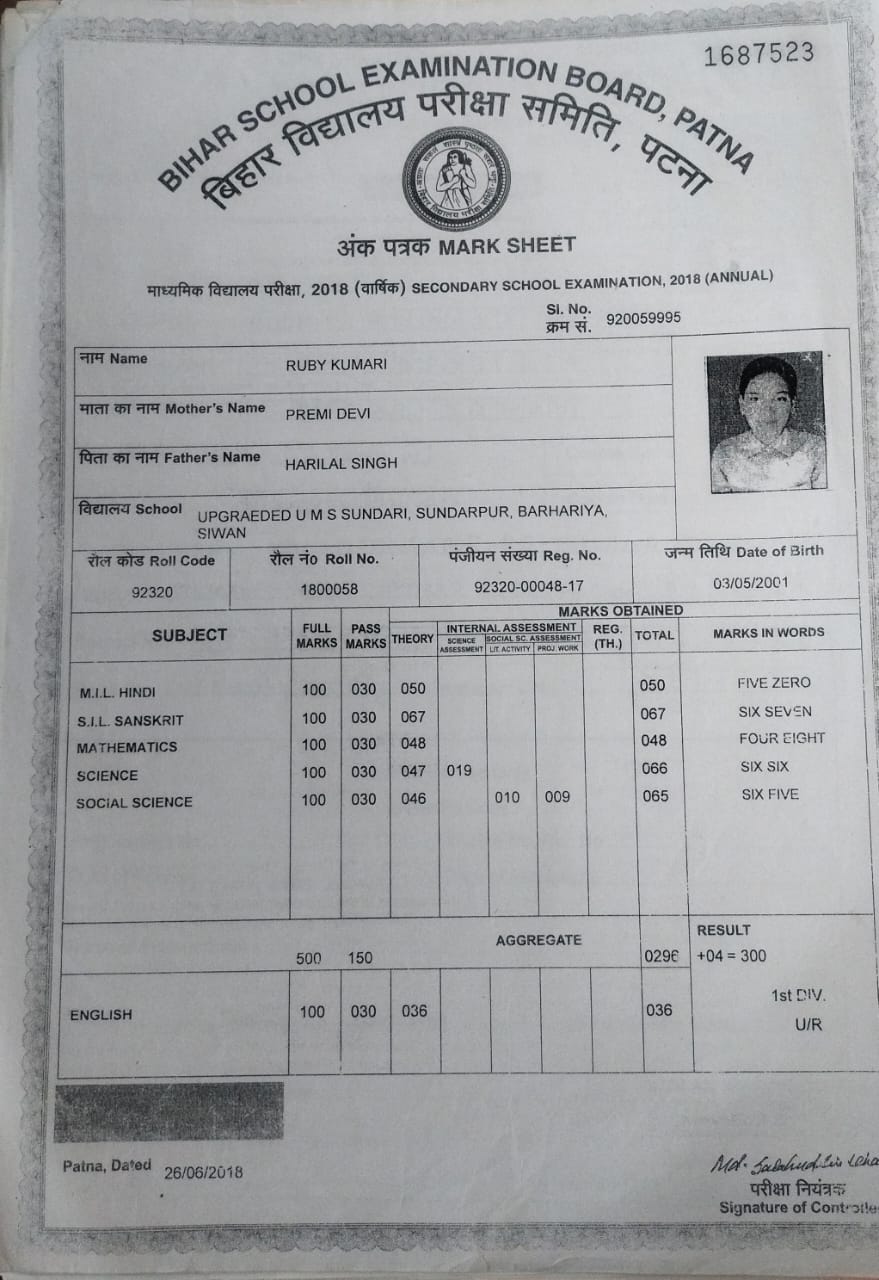 1687523
BIHAR SCHOOL EXAMINATION BOARD, PATNA
बिहार विद्यालय परीक्षा समिति, पटना
अंक पत्रक MARK SHEET
माध्यमिक विद्यालय परीक्षा, 2018 (वार्षिक) SECONDARY SCHOOL EXAMINATION, 2018 (ANNUAL)
Sl. No.
क्रम सं. 920059995
नाम Name RUBY KUMARI
माता का नाम Mother's Name PREMI DEVI
पिता का नाम Father's Name HARILAL SINGH
विद्यालय School UPGRAEDED U M S SUNDARI, SUNDARPUR, BARHARIYA,
SIWAN
रौल कोड Roll Code रौल नं० Roll No. पंजीयन संख्या Reg. No. जन्म तिथि Date of Birth
92320 1800058 92320-00048-17 03/05/2001
MARKS OBTAINED
SUBJECT FULL MARKS PASS MARKS THEORY INTERNAL ASSESSMENT REG. (TH.) TOTAL MARKS IN WORDS
SCIENCE ASSESSMENT SOCIAL SC. ASSESSMENT
LIT. ACTIVITY PROJ. WORK
M.I.L. HINDI 100 030 050 050 FIVE ZERO
S.I.L. SANSKRIT 100 030 067 067 SIX SEVEN
MATHEMATICS 100 030 048 048 FOUR EIGHT
SCIENCE 100 030 047 019 066 SIX SIX
SOCIAL SCIENCE 100 030 046 010 009 065 SIX FIVE
AGGREGATE RESULT
500 150 0296 +04 = 300
1st DIV.
ENGLISH 100 030 036 036
U/R
Patna, Dated 26/06/2018
परीक्षा नियंत्रक
Signature of Controlle